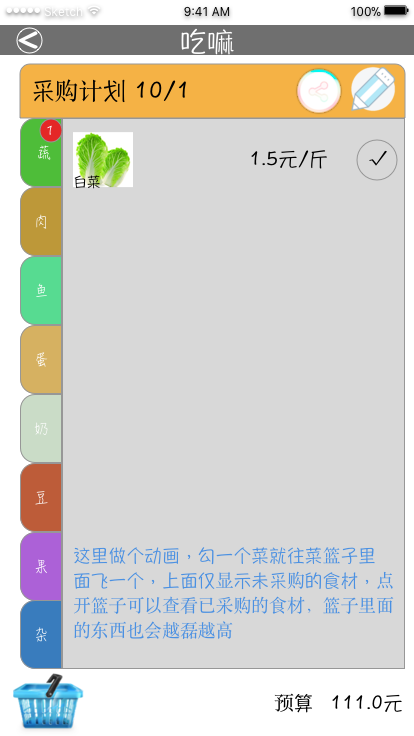 Sketch
9:41 AM
100%
吃嘛
采购计划 10/1
1
蔬
白菜
1.5元/斤
肉
鱼
蛋
奶
豆
果
杂
这里做个动画,勾一个菜就往菜篮子里
面飞一个,上面仅显示未采购的食材,点
开篮子可以查看已采购的食材,篮子里面
的东西也会越磊越高
1
预算 111.0元